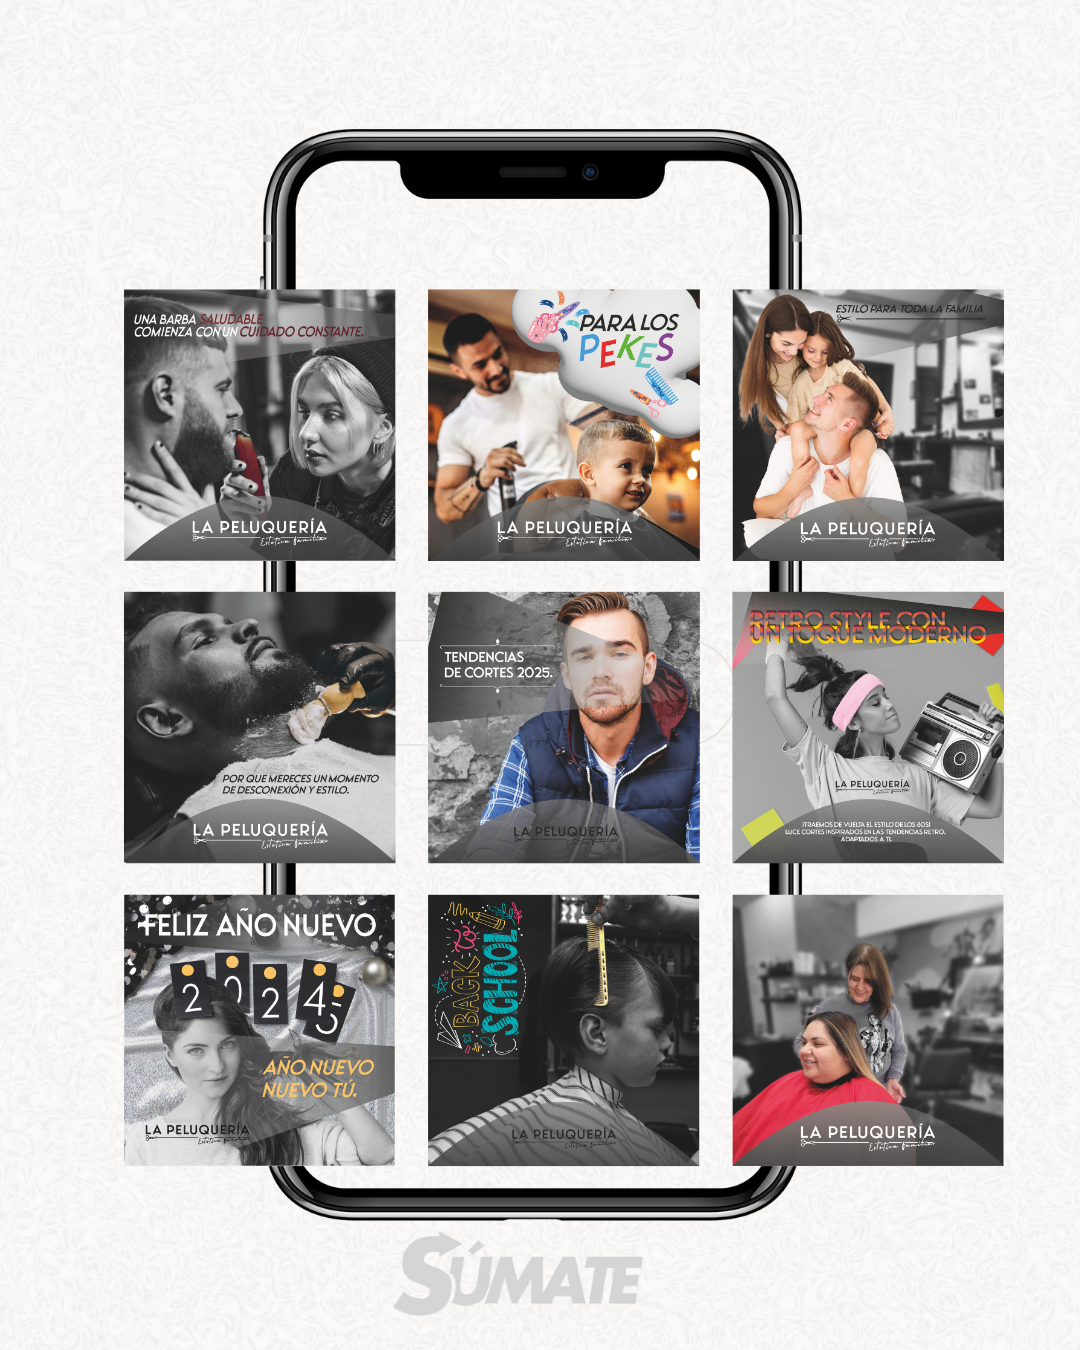 UNA BARBA SALUDABLE
COMIENZA CON UN CUIDADO CONSTANTE.
LA PELUQUERÍA
Estética familiar
PARA LOS
PEKES
LA PELUQUERÍA
Estética familiar
ESTILO PARA TODA LA FAMILIA
LA PELUQUERÍA
Estética familiar
POR QUE MERECES UN MOMENTO
DE DESCONEXIÓN Y ESTILO.
LA PELUQUERÍA
Estética familiar
TENDENCIAS
DE CORTES 2025.
LA PELUQUERÍA
Estética familiar
RETRO STYLE CON
UN TOQUE MODERNO
LA PELUQUERÍA
Estética familiar
¡TRAEMOS DE VUELTA EL ESTILO DE LOS 80S!
LUCE CORTES INSPIRADOS EN LAS TENDENCIAS RETRO.
ADAPTADOS A TI.
FELIZ AÑO NUEVO
2 0 2 4 5
AÑO NUEVO
NUEVO TÚ.
LA PELUQUERÍA
Estética familiar
BACK to
SCHOOL
LA PELUQUERÍA
Estética familiar
LA PELUQUERÍA
Estética familiar
SÚMATE